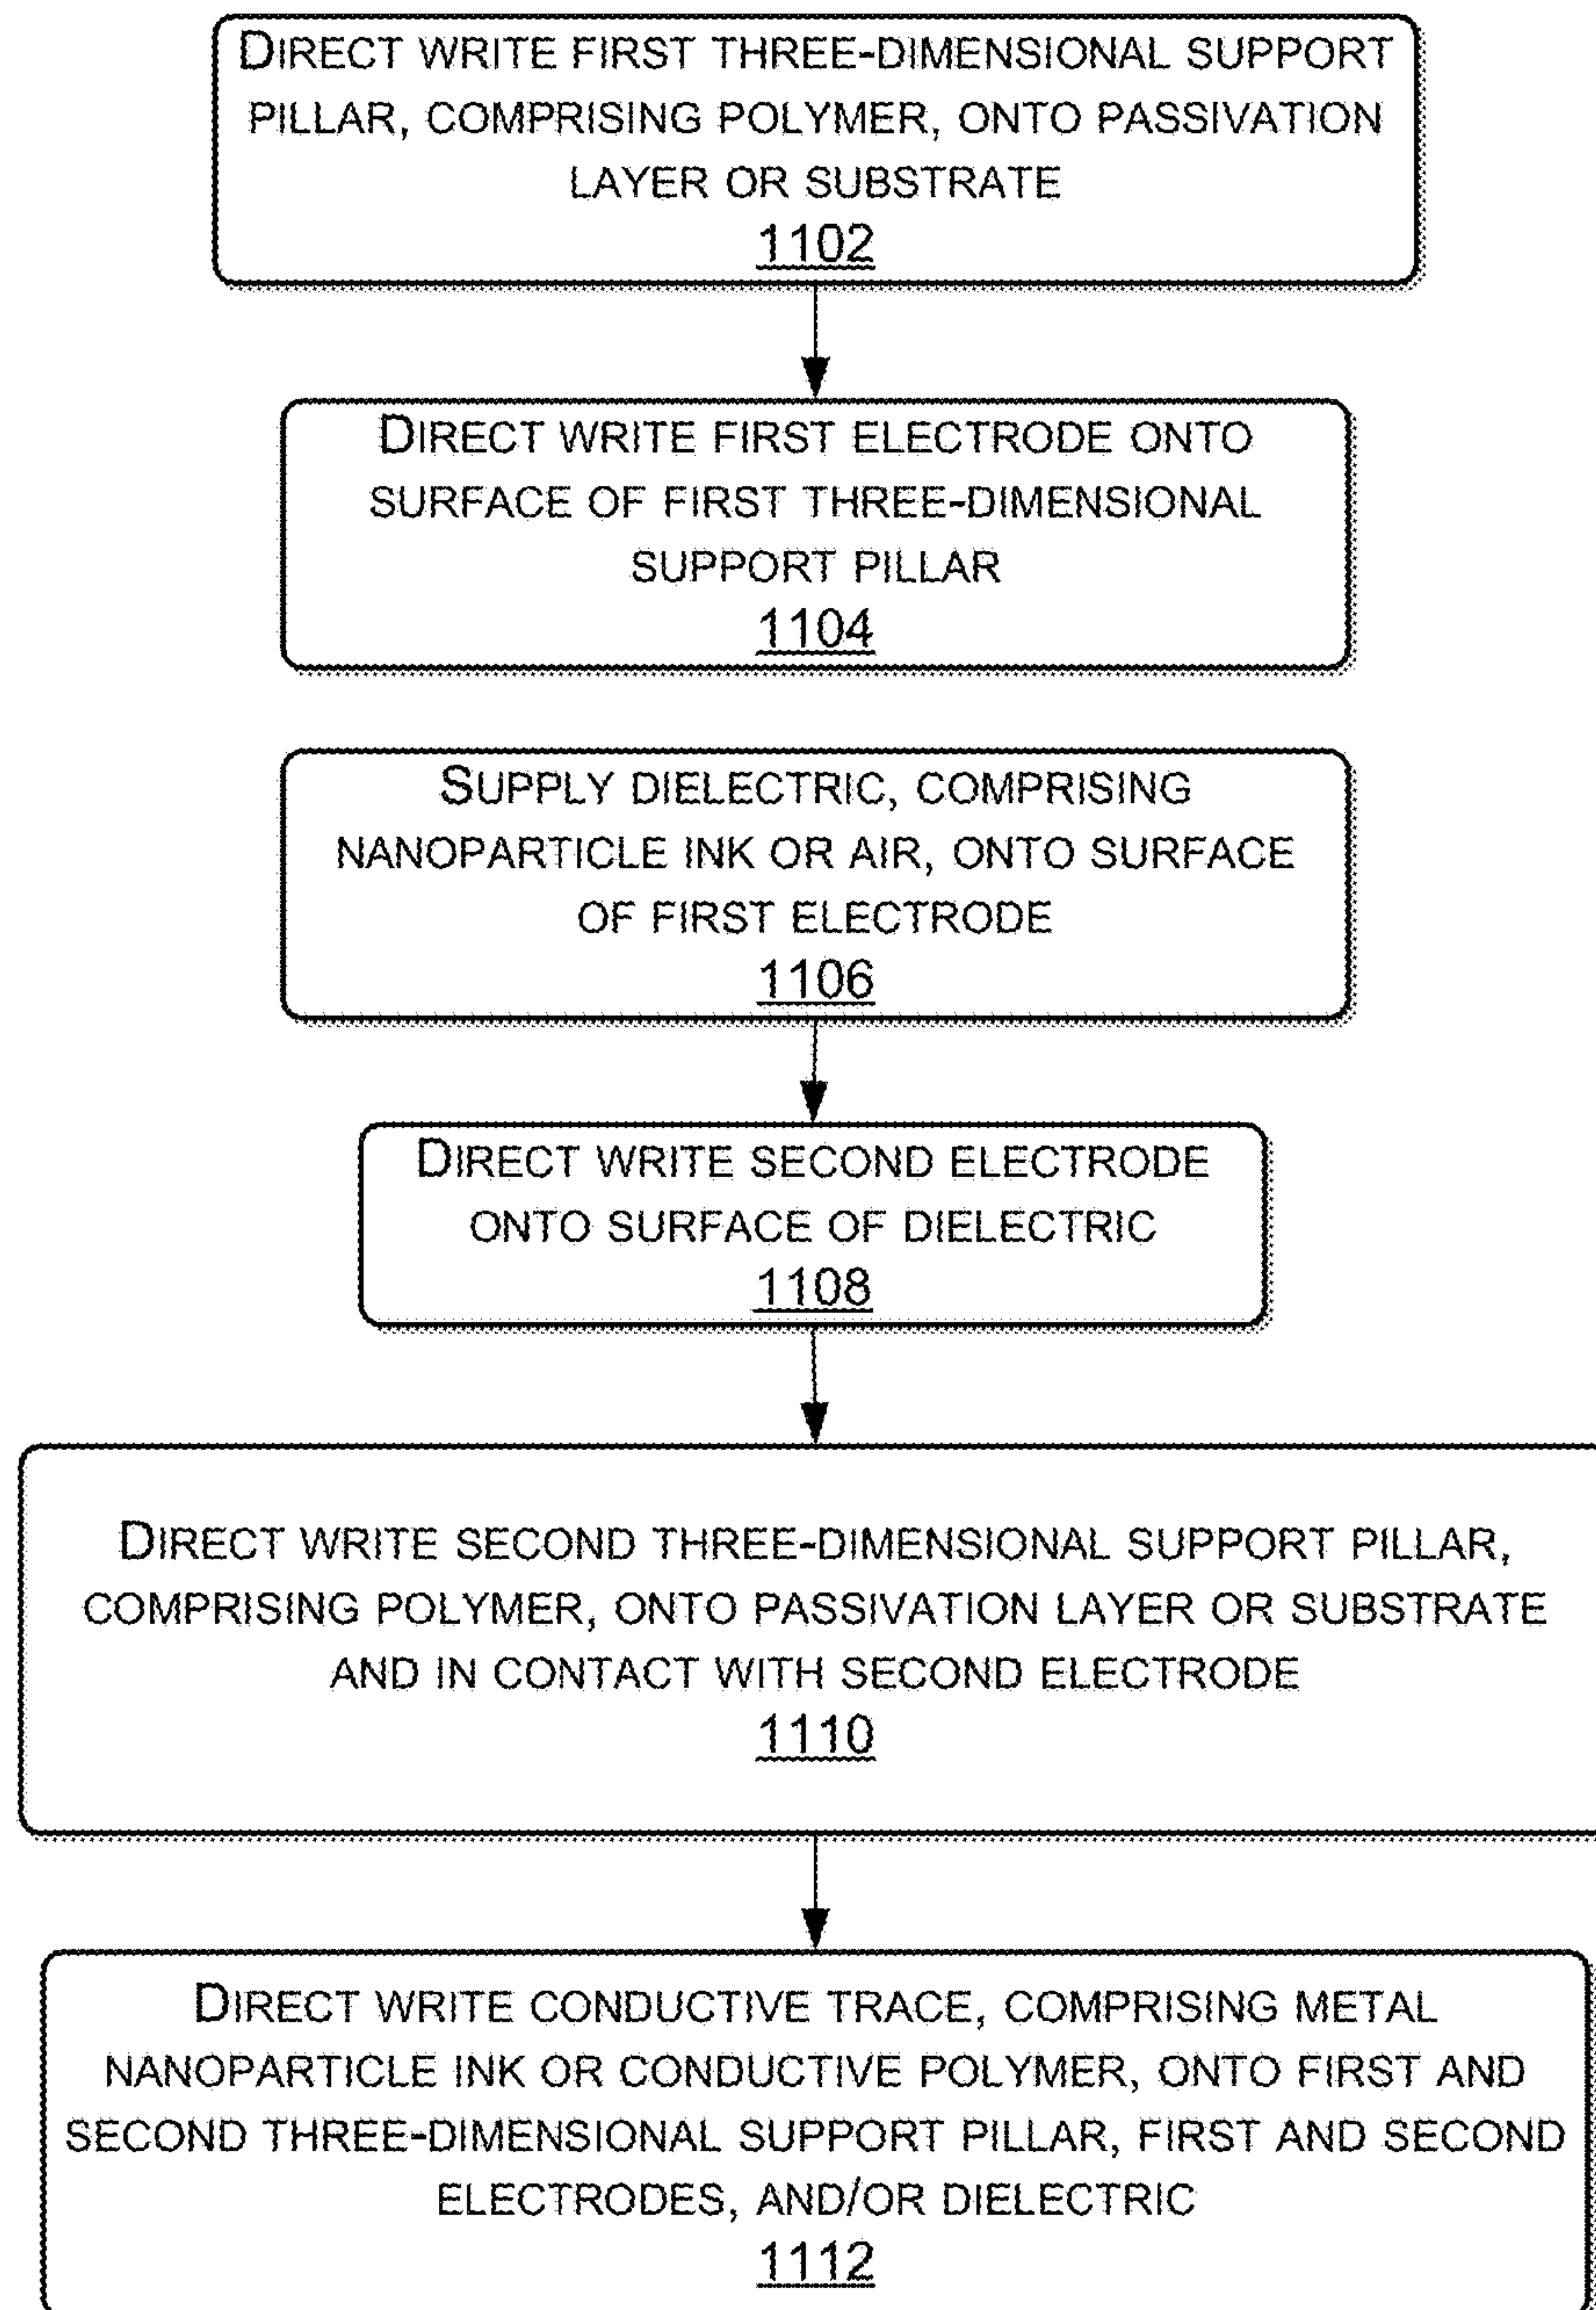 DIRECT WRITE FIRST THREE-DIMENSIONAL SUPPORT
PILLAR, COMPRISING POLYMER, ONTO PASSIVATION
LAYER OR SUBSTRATE
1102
DIRECT WRITE FIRST ELECTRODE ONTO
SURFACE OF FIRST THREE-DIMENSIONAL
SUPPORT PILLAR
1104
SUPPLY DIELECTRIC, COMPRISING
NANOPARTICLE INK OR AIR, ONTO SURFACE
OF FIRST ELECTRODE
1106
DIRECT WRITE SECOND ELECTRODE
ONTO SURFACE OF DIELECTRIC
1108
DIRECT WRITE SECOND THREE-DIMENSIONAL SUPPORT PILLAR,
COMPRISING POLYMER, ONTO PASSIVATION LAYER OR SUBSTRATE
AND IN CONTACT WITH SECOND ELECTRODE
1110
DIRECT WRITE CONDUCTIVE TRACE, COMPRISING METAL
NANOPARTICLE INK OR CONDUCTIVE POLYMER, ONTO FIRST AND
SECOND THREE-DIMENSIONAL SUPPORT PILLAR, FIRST AND SECOND
ELECTRODES, AND/OR DIELECTRIC
1112